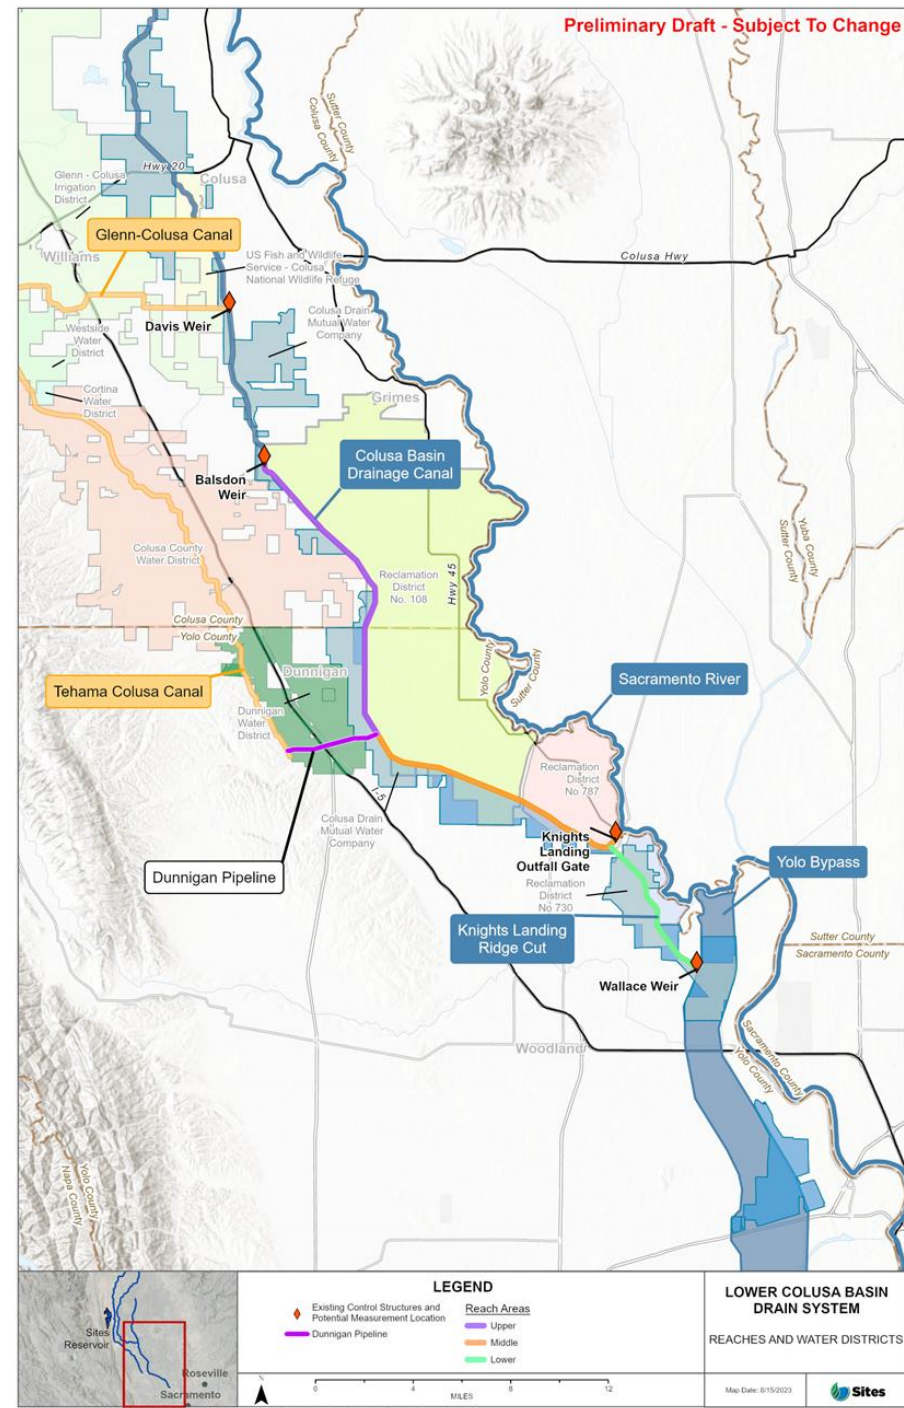 Preliminary Draft - Subject To Change
Sutter County
Colusa County
Hwy 20
Glenn - Colusa
Irrigation
District
Colusa
Glenn-Colusa Canal
Williams
US Fish and Wildlife
Service - Colusa
National Wildlife Refuge
Colusa Hwy
Davis Weir
Colusa Drain
Mutual Water
Company
Westside
Water
District
Cortina
Water
District
Grimes
Colusa Basin
Drainage Canal
Balsdon
Weir
Colusa County
Water District
Reclamation
District
No. 108
Hwy 45
Yuba County
Sutter County
Colusa County
Yolo County
Dunnigan
Yolo County
Sutter County
Sacramento River
Tehama Colusa Canal
Dunnigan
Water
District
Reclamation
District
No 787
I-5
Colusa Drain
Mutual Water
Company
Knights
Landing
Outfall Gate
Dunnigan Pipeline
Yolo Bypass
Reclamation
District
No 730
Knights Landing
Ridge Cut
Sutter County
Sacramento County
Wallace Weir
Woodland
Sacramento County
Yolo County
Yolo County
Napa County
Sites
Reservoir
Roseville
Sacramento
LEGEND
Existing Control Structures and
Potential Measurement Location
Dunnigan Pipeline
Reach Areas
Upper
Middle
Lower
N
0 4 8 12
MILES
LOWER COLUSA BASIN
DRAIN SYSTEM
REACHES AND WATER DISTRICTS
Map Date: 8/15/2023
Sites